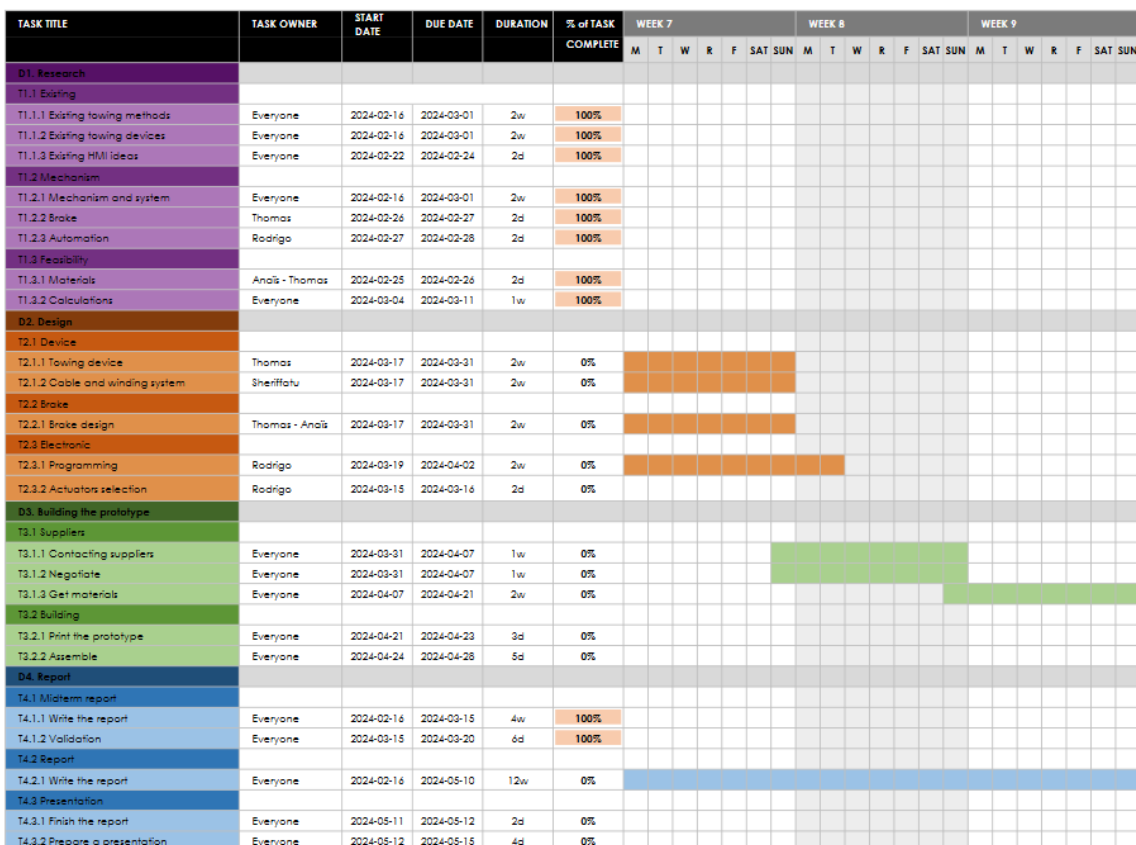 TASK TITLE TASK OWNER START DATE DUE DATE DURATION % of TASK COMPLETE WEEK 7 WEEK 8 WEEK 9
M T W R F SAT SUN M T W R F SAT SUN M T W R F SAT SUN
D1. Research
T1.1 Existing
T1.1.1 Existing towing methods Everyone 2024-02-16 2024-03-01 2w 100%
T1.1.2 Existing towing devices Everyone 2024-02-16 2024-03-01 2w 100%
T1.1.3 Existing HMI ideas Everyone 2024-02-22 2024-02-24 2d 100%
T1.2 Mechanism
T1.2.1 Mechanism and system Everyone 2024-02-16 2024-03-01 2w 100%
T1.2.2 Brake Thomas 2024-02-26 2024-02-27 2d 100%
T1.2.3 Automation Rodrigo 2024-02-27 2024-02-28 2d 100%
T1.3 Feasibility
T1.3.1 Materials Anaïs - Thomas 2024-02-25 2024-02-26 2d 100%
T1.3.2 Calculations Everyone 2024-03-04 2024-03-11 1w 100%
D2. Design
T2.1 Device
T2.1.1 Towing device Thomas 2024-03-17 2024-03-31 2w 0%
T2.1.2 Cable and winding system Sheriffatu 2024-03-17 2024-03-31 2w 0%
T2.2 Brake
T2.2.1 Brake design Thomas - Anaïs 2024-03-17 2024-03-31 2w 0%
T2.3 Electronic
T2.3.1 Programming Rodrigo 2024-03-19 2024-04-02 2w 0%
T2.3.2 Actuators selection Rodrigo 2024-03-15 2024-03-16 2d 0%
D3. Building the prototype
T3.1 Suppliers
T3.1.1 Contacting suppliers Everyone 2024-03-31 2024-04-07 1w 0%
T3.1.2 Negotiate Everyone 2024-03-31 2024-04-07 1w 0%
T3.1.3 Get materials Everyone 2024-04-07 2024-04-21 2w 0%
T3.2 Building
T3.2.1 Print the prototype Everyone 2024-04-21 2024-04-23 3d 0%
T3.2.2 Assemble Everyone 2024-04-24 2024-04-28 5d 0%
D4. Report
T4.1 Midterm report
T4.1.1 Write the report Everyone 2024-02-16 2024-03-15 4w 100%
T4.1.2 Validation Everyone 2024-03-15 2024-03-20 6d 100%
T4.2 Report
T4.2.1 Write the report Everyone 2024-02-16 2024-05-10 12w 0%
T4.3 Presentation
T4.3.1 Finish the report Everyone 2024-05-11 2024-05-12 2d 0%
T4.3.2 Prepare a presentation Everyone 2024-05-12 2024-05-15 4d 0%